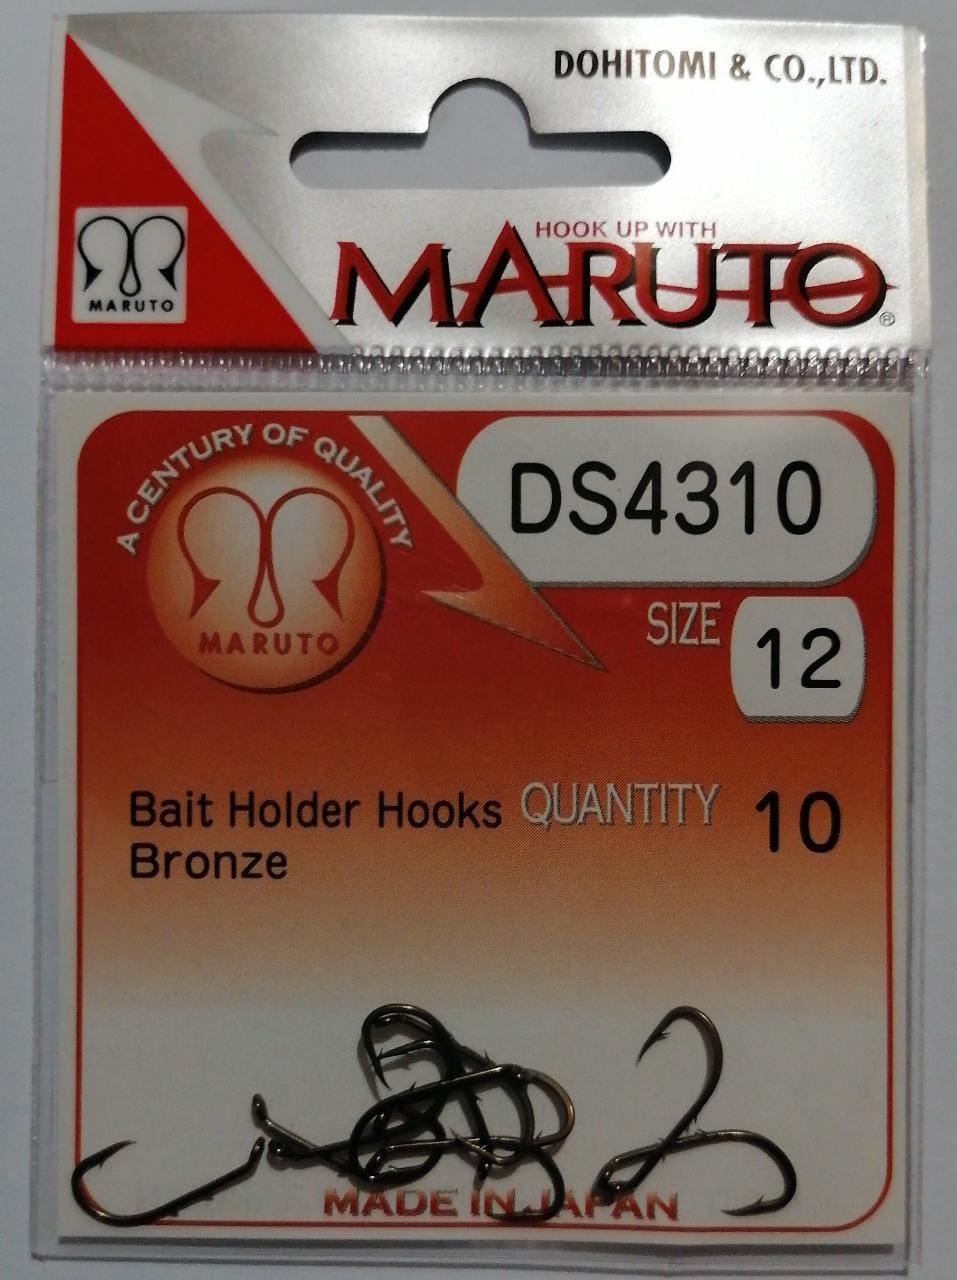 DOHITOMI & CO.,LTD.
HOOK UP WITH
MARUTO®
MARUTO
A CENTURY OF QUALITY
MARUTO
DS4310
SIZE 12
Bait Holder Hooks
Bronze
QUANTITY 10
MADE IN JAPAN